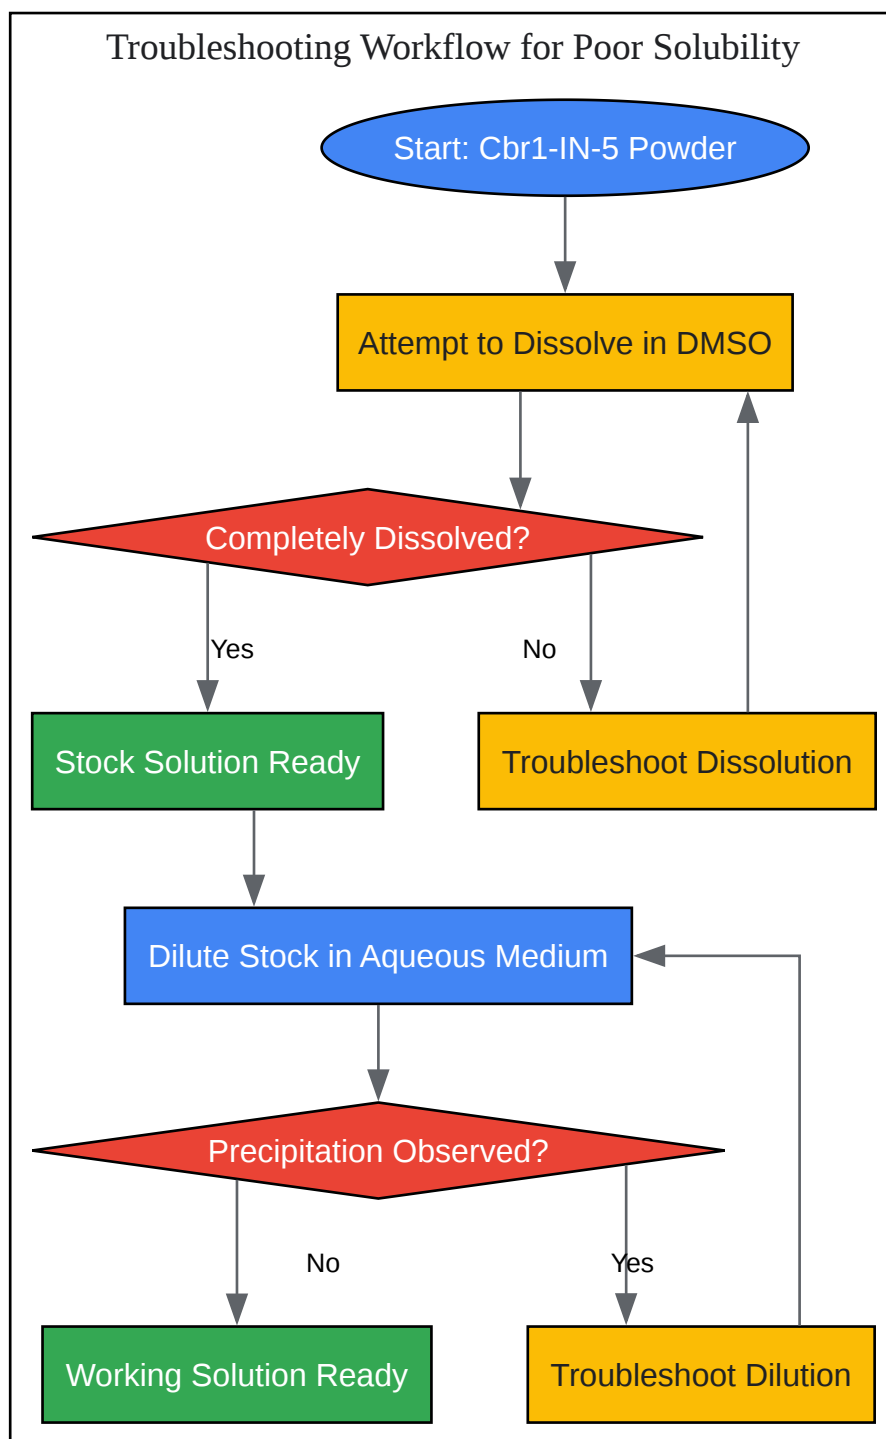 Troubleshooting Workflow for Poor Solubility
Start: Cbr1-IN-5 Powder
Attempt to Dissolve in DMSO
Completely Dissolved?
Yes
No
Stock Solution Ready
Troubleshoot Dissolution
Dilute Stock in Aqueous Medium
Precipitation Observed?
No
Yes
Working Solution Ready
Troubleshoot Dilution